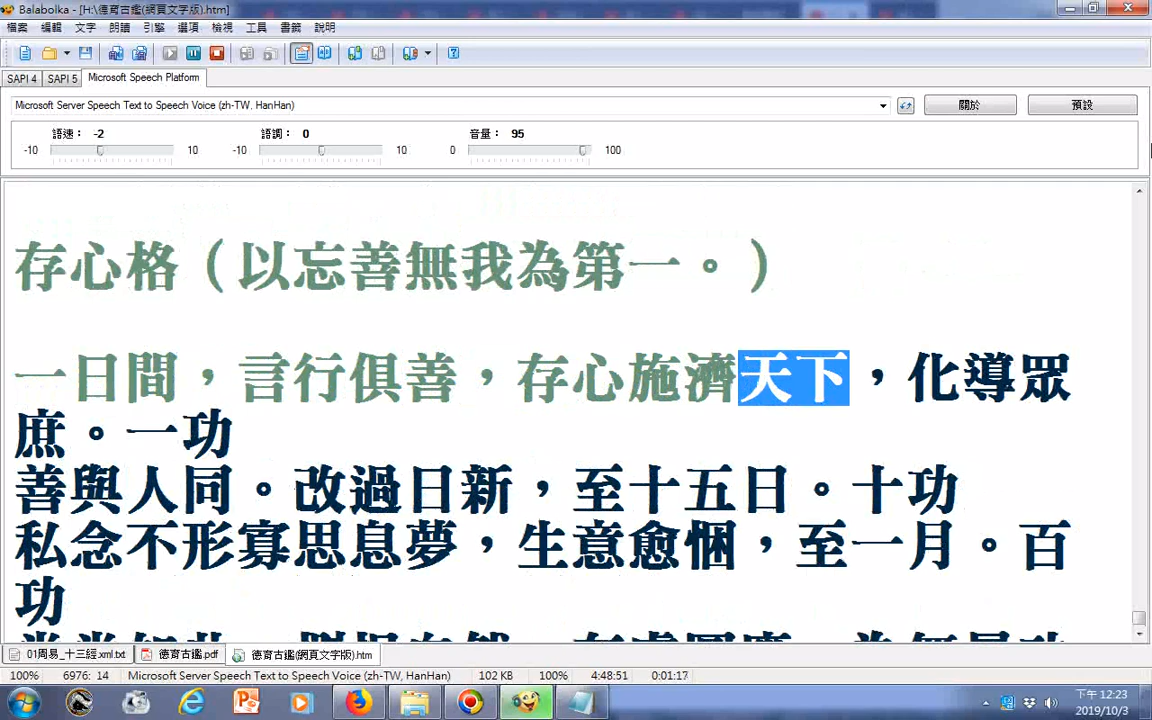 Balabolka - [H:\德育古鑑(網頁文字版).htm]
檔案 編輯 文字 朗讀 引擎 選項 檢視 工具 書籤 說明
SAPI 4 SAPI 5 Microsoft Speech Platform
Microsoft Server Speech Text to Speech Voice (zh-TW, HanHan) 關於 預設
語速： -2 語調： 0 音量： 95
-10 10 -10 10 0 100
存心格（以忘善無我為第一。）
一日間，言行俱善，存心施濟天下，化導眾
庶。一功
善與人同。改過日新，至十五日。十功
私念不形寡思息夢，生意愈悃，至一月。百
功
01周易_十三經.xml.txt 德育古鑑.pdf 德育古鑑(網頁文字版).htm
100% 6976: 14 Microsoft Server Speech Text to Speech Voice (zh-TW, HanHan) 102 KB 100% 4:48:51 0:01:17
下午 12:23
2019/10/3